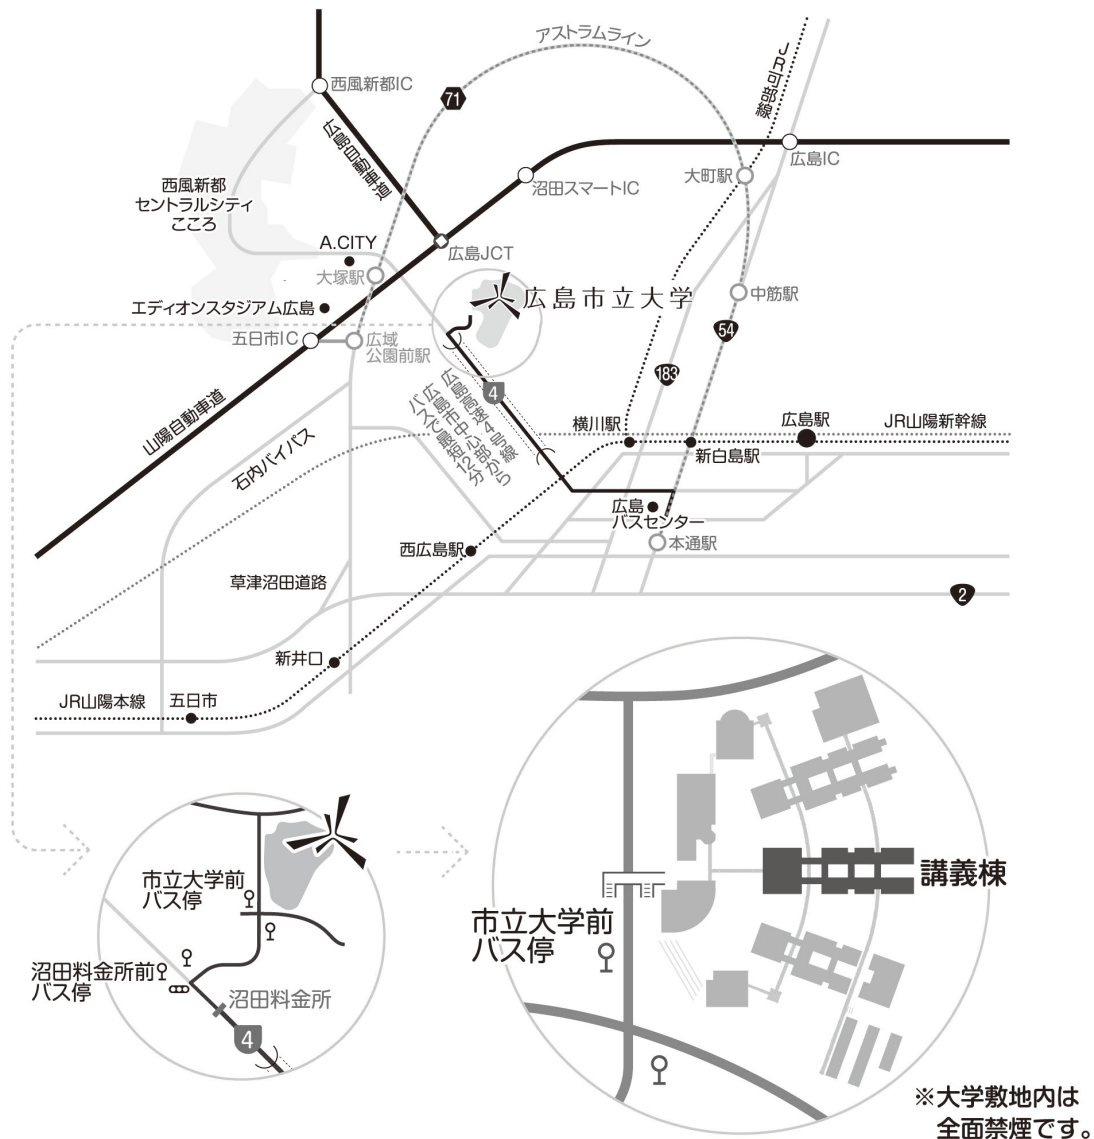 アストラムライン
JR可部線
西風新都IC
71
広島自動車道
広島IC
沼田スマートIC
大町駅
西風新都
セントラルシティ
こころ
A.CITY
広島JCT
大塚駅
広島市立大学
中筋駅
エディオンスタジアム広島
54
五日市IC
広域
公園前駅
183
4
広島高速4号線
広島市中心部から
バスで最短12分
山陽自動車道
石内バイパス
横川駅
広島駅
JR山陽新幹線
新白島駅
広島
バスセンター
本通駅
西広島駅
草津沼田道路
2
新井口
JR山陽本線
五日市
市立大学前
バス停
沼田料金所前
バス停
沼田料金所
4
講義棟
市立大学前
バス停
※大学敷地内は
全面禁煙です。